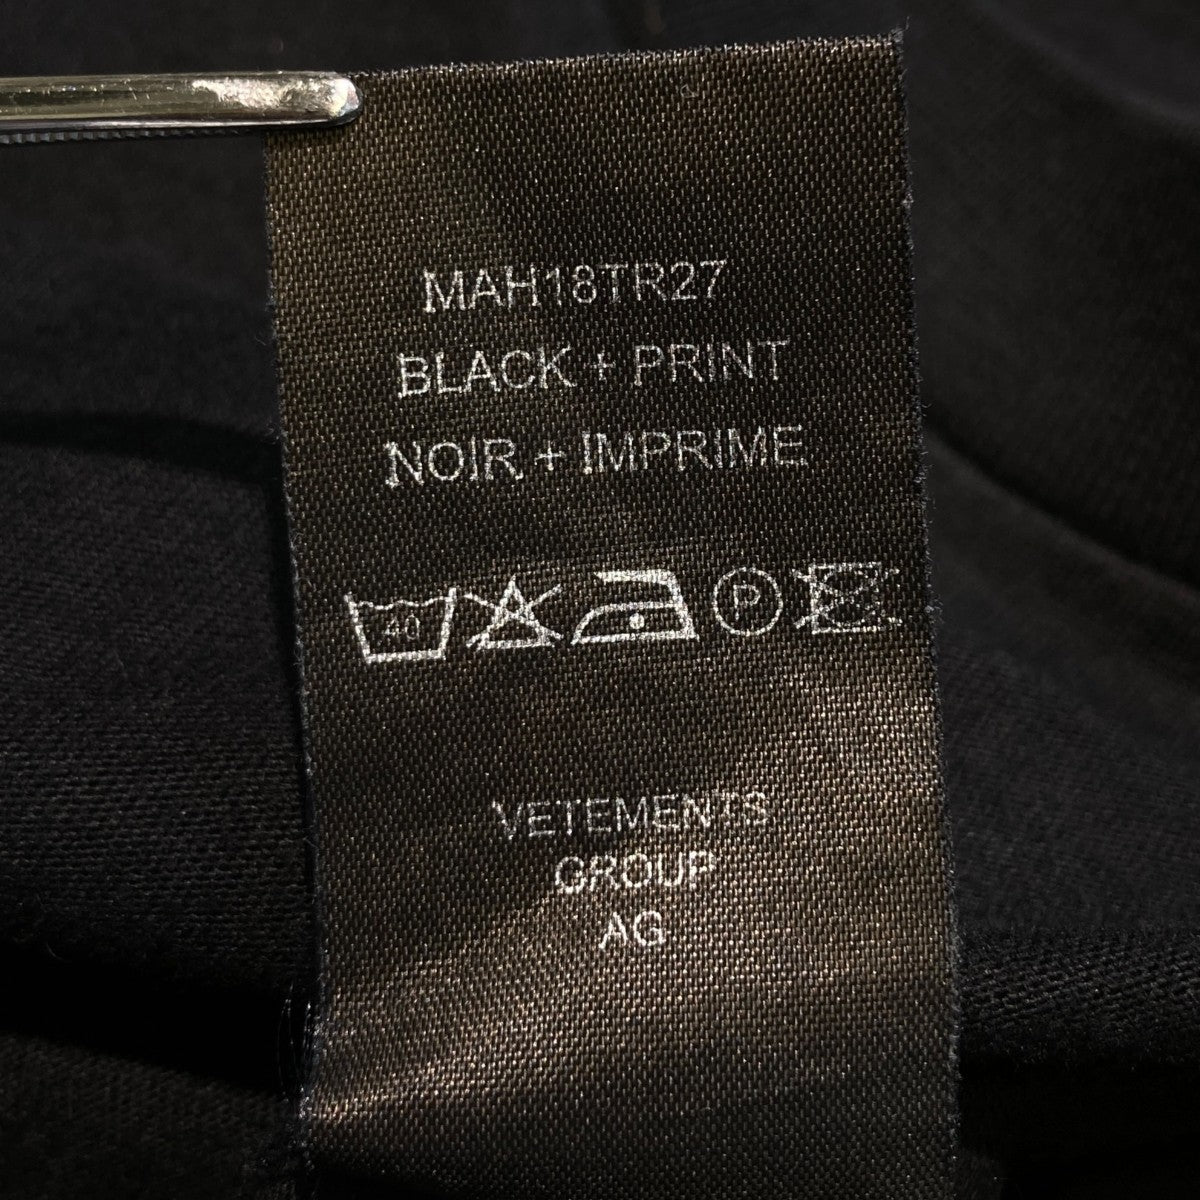 MAH18TR27
BLACK + PRINT
NOIR + IMPRIME
40
P
VETEMENTS
GROUP
AG